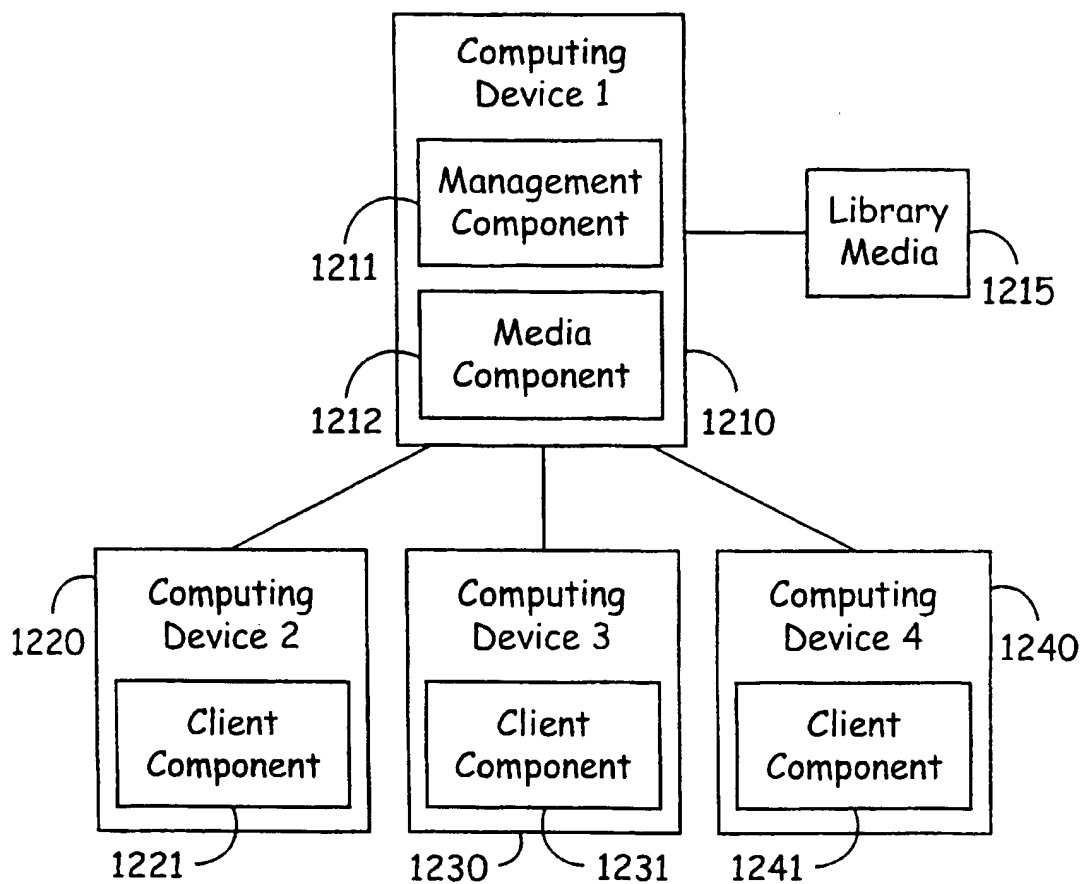 Computing
Device 1
Management
Component
1211
Library
Media
1215
Media
Component
1212
1210
Computing
Device 2
1220
Client
Component
1221
Computing
Device 3
Client
Component
1230
1231
Computing
Device 4
1240
Client
Component
1241